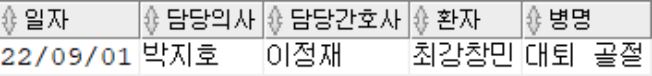 일자 담당의사 담당간호사 환자 병명
22/09/01 박지호 이정재 최강창민 대퇴 골절